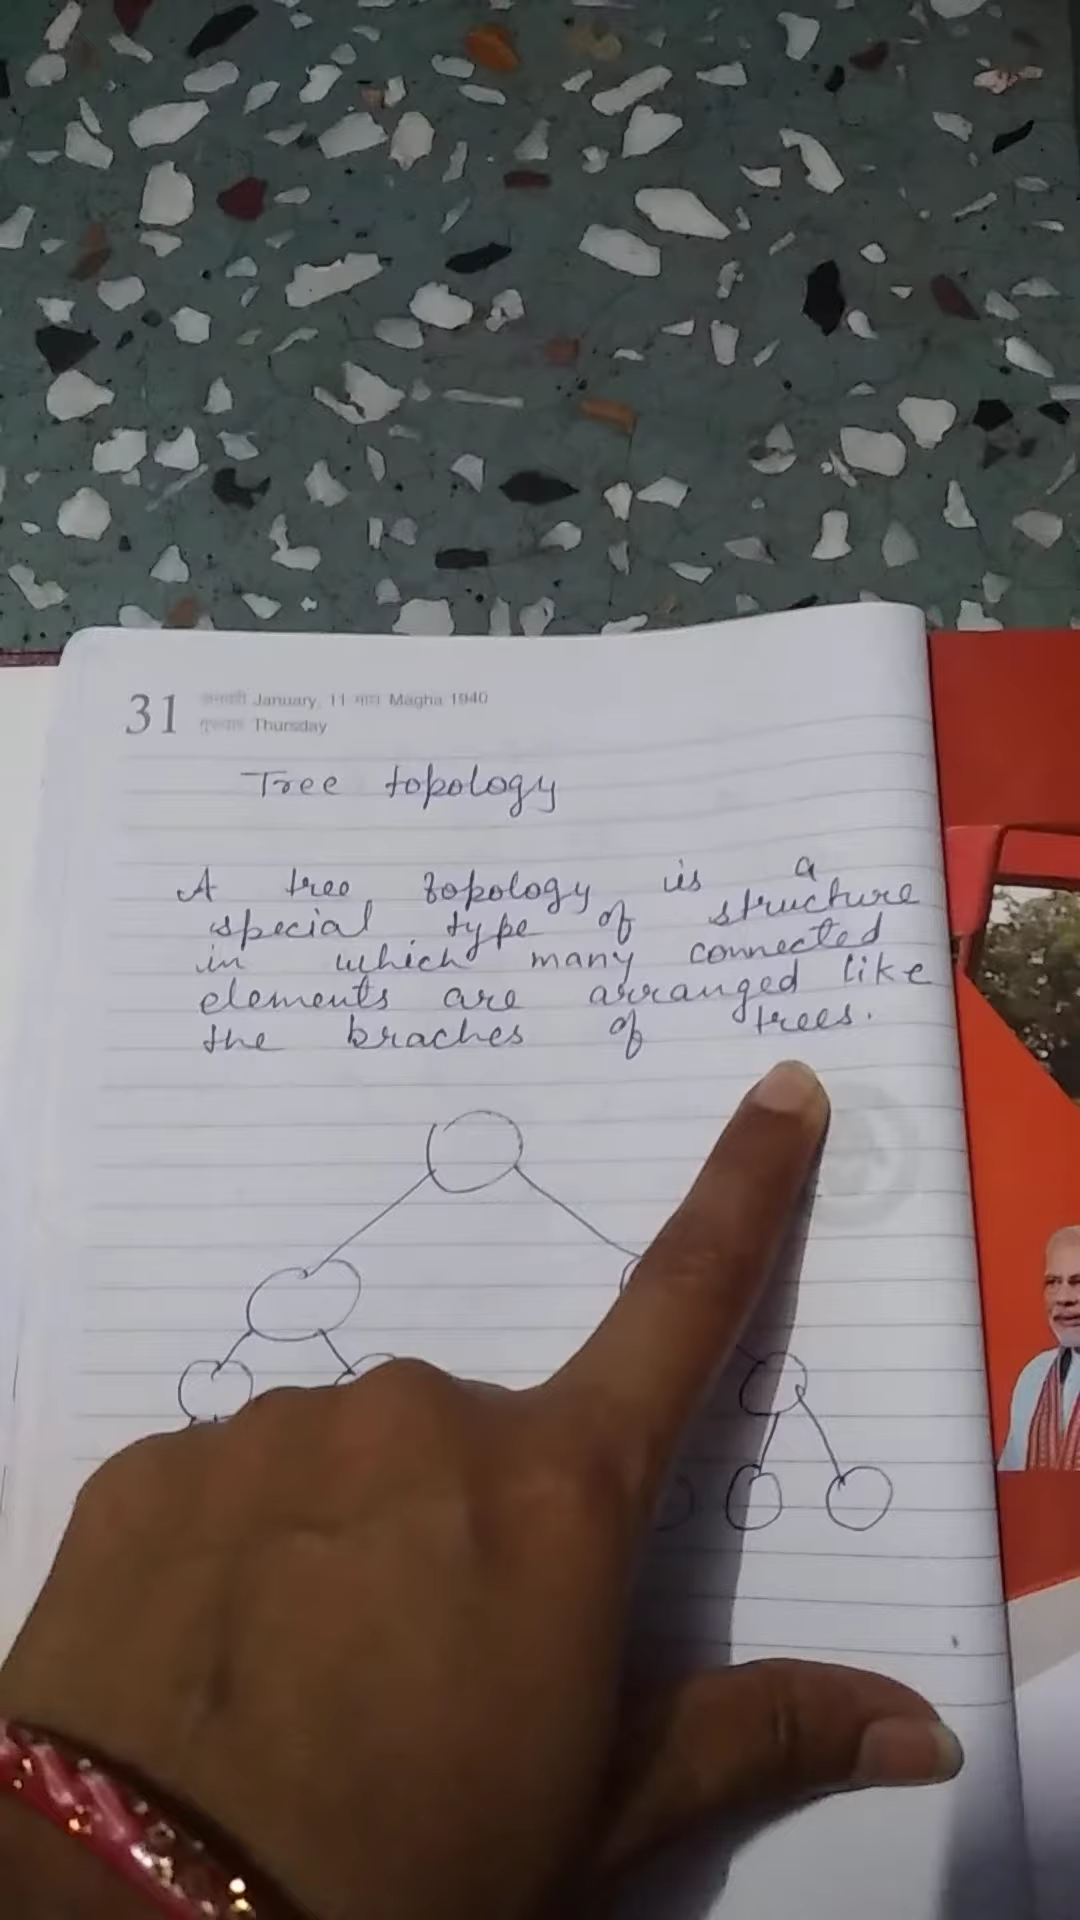 31 जनवरी January, 11 माघ Magha 1940
गुरुवार Thursday
Tree topology
A tree topology is a
special type of structure
in which many connected
elements are arranged like
the braches of trees.